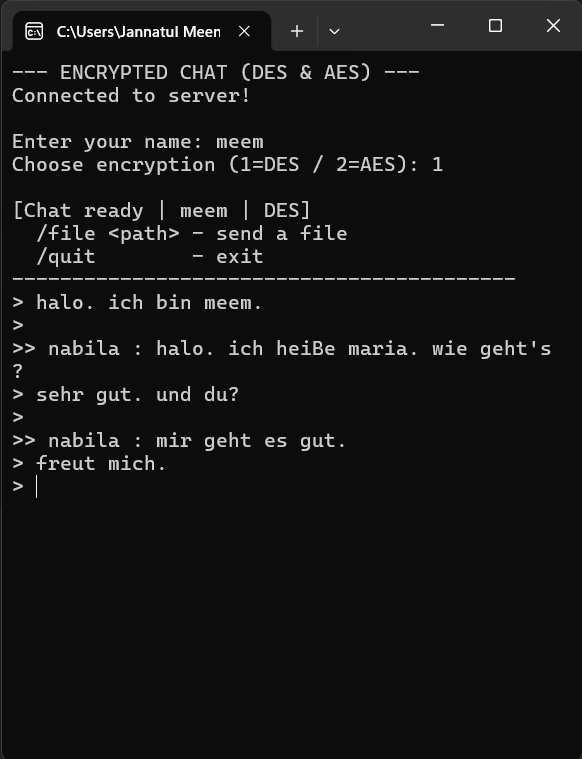 C:\Users\Jannatul Meen
--- ENCRYPTED CHAT (DES & AES) ---
Connected to server!
Enter your name: meem
Choose encryption (1=DES / 2=AES): 1
[Chat ready | meem | DES]
/file <path> - send a file
/quit - exit
------------------------------------------
> halo. ich bin meem.
>
>> nabila : halo. ich heiBe maria. wie geht's
?
> sehr gut. und du?
>
>> nabila : mir geht es gut.
> freut mich.
>